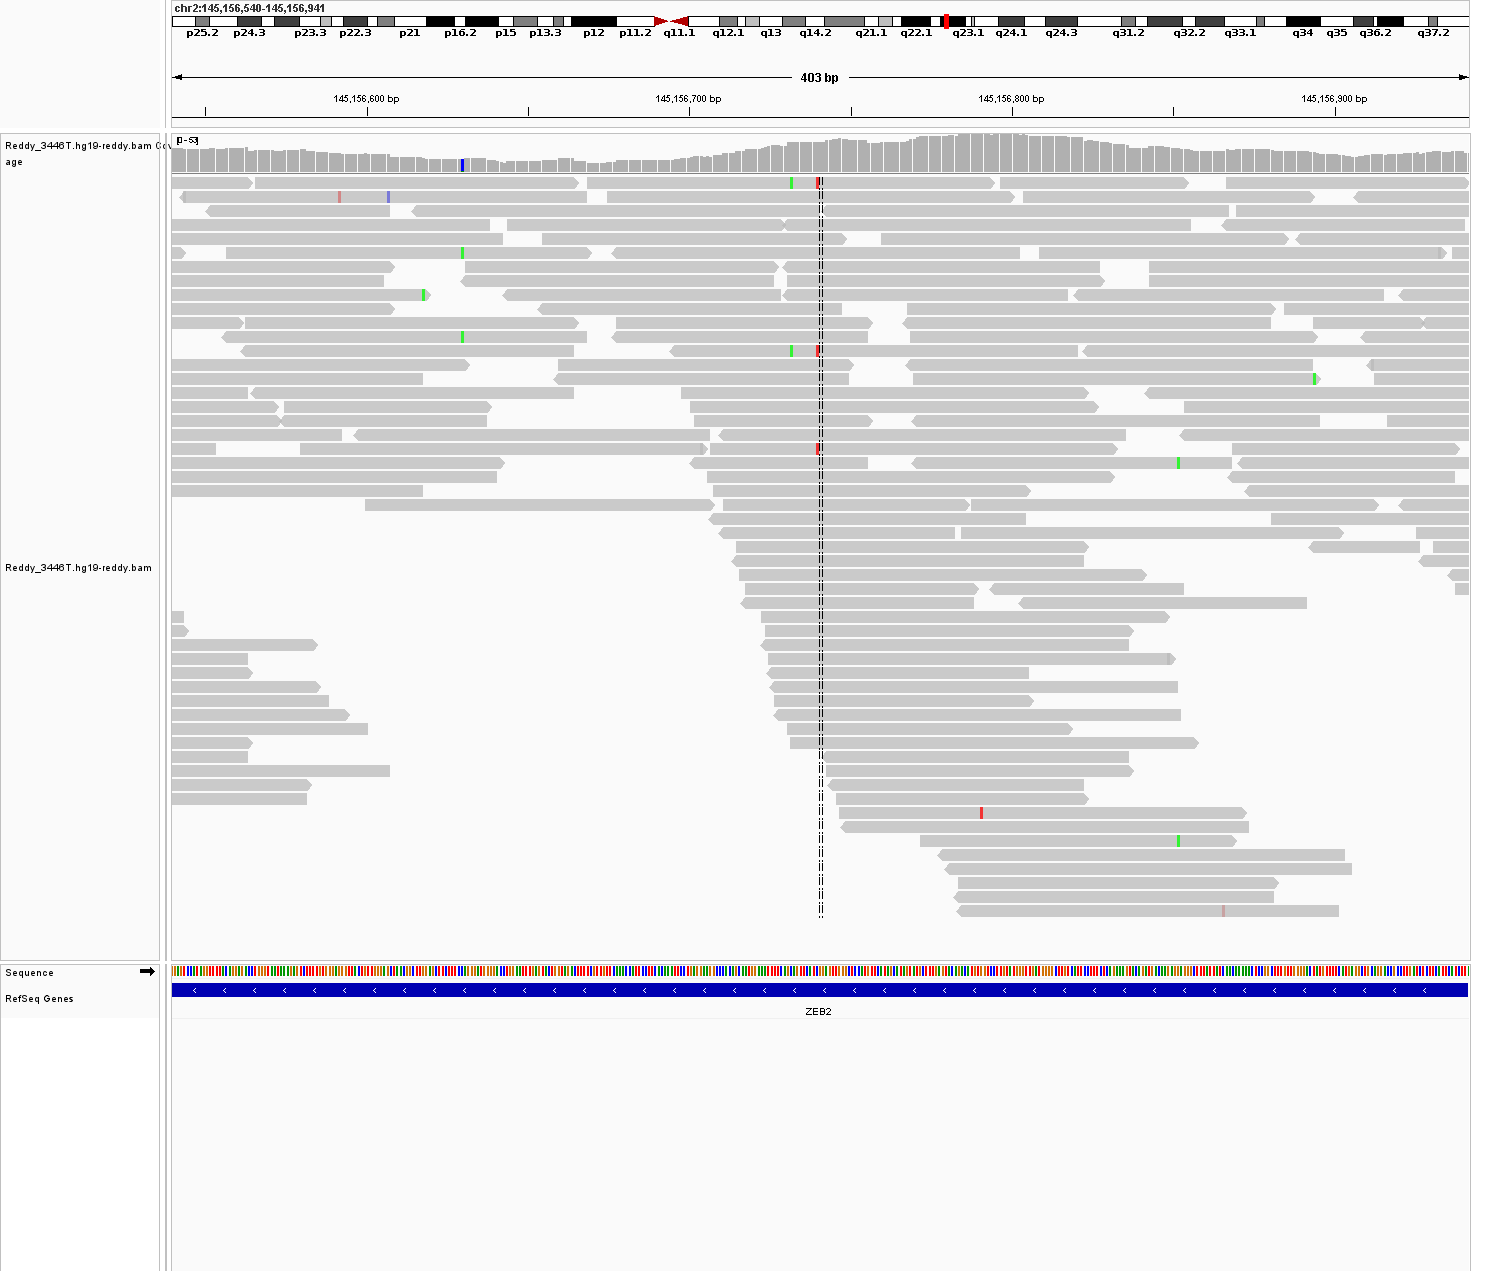 chr2:145,156,540-145,156,941
p25.2 p24.3 p23.3 p22.3 p21 p16.2 p15 p13.3 p12 p11.2 q11.1 q12.1 q13 q14.2 q21.1 q22.1 q23.1 q24.1 q24.3 q31.2 q32.2 q33.1 q34 q35 q36.2 q37.2
403 bp
145,156,600 bp 145,156,700 bp 145,156,800 bp 145,156,900 bp
Reddy_3446T.hg19-reddy.bam Cov
age
[0-53]
Reddy_3446T.hg19-reddy.bam
Sequence
RefSeq Genes
ZEB2